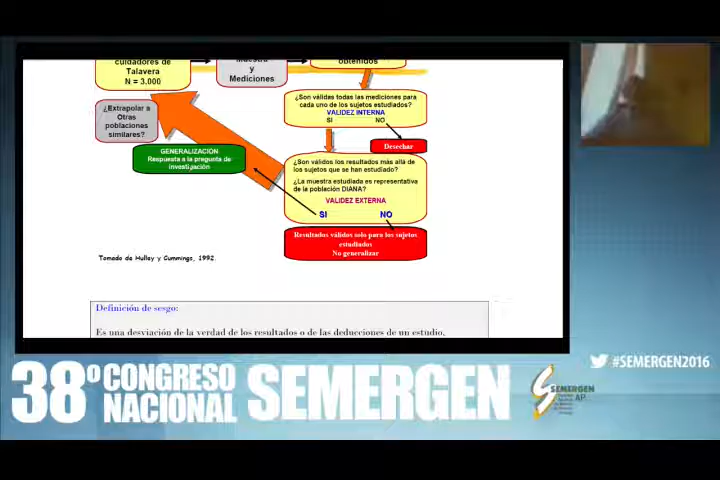 cuidadores de
Talavera
N = 3.000
Muestra
y
Mediciones
obtenidos
¿Son válidas todas las mediciones para
cada uno de los sujetos estudiados?
VALIDEZ INTERNA
SI NO
Desechar
¿Extrapolar a
Otras
poblaciones
similares?
GENERALIZACION
Respuesta a la pregunta de
investigación
¿Son válidos los resultados más allá de
los sujetos que se han estudiado?
¿La muestra estudiada es representativa
de la población DIANA?
VALIDEZ EXTERNA
SI NO
Resultados válidos solo para los sujetos
estudiados
No generalizar
Tomado de Hulley y Cummings, 1992.
Definición de sesgo:
Es una desviación de la verdad de los resultados o de las deducciones de un estudio,
#SEMERGEN2016
38º CONGRESO
NACIONAL SEMERGEN
SEMERGEN
AP